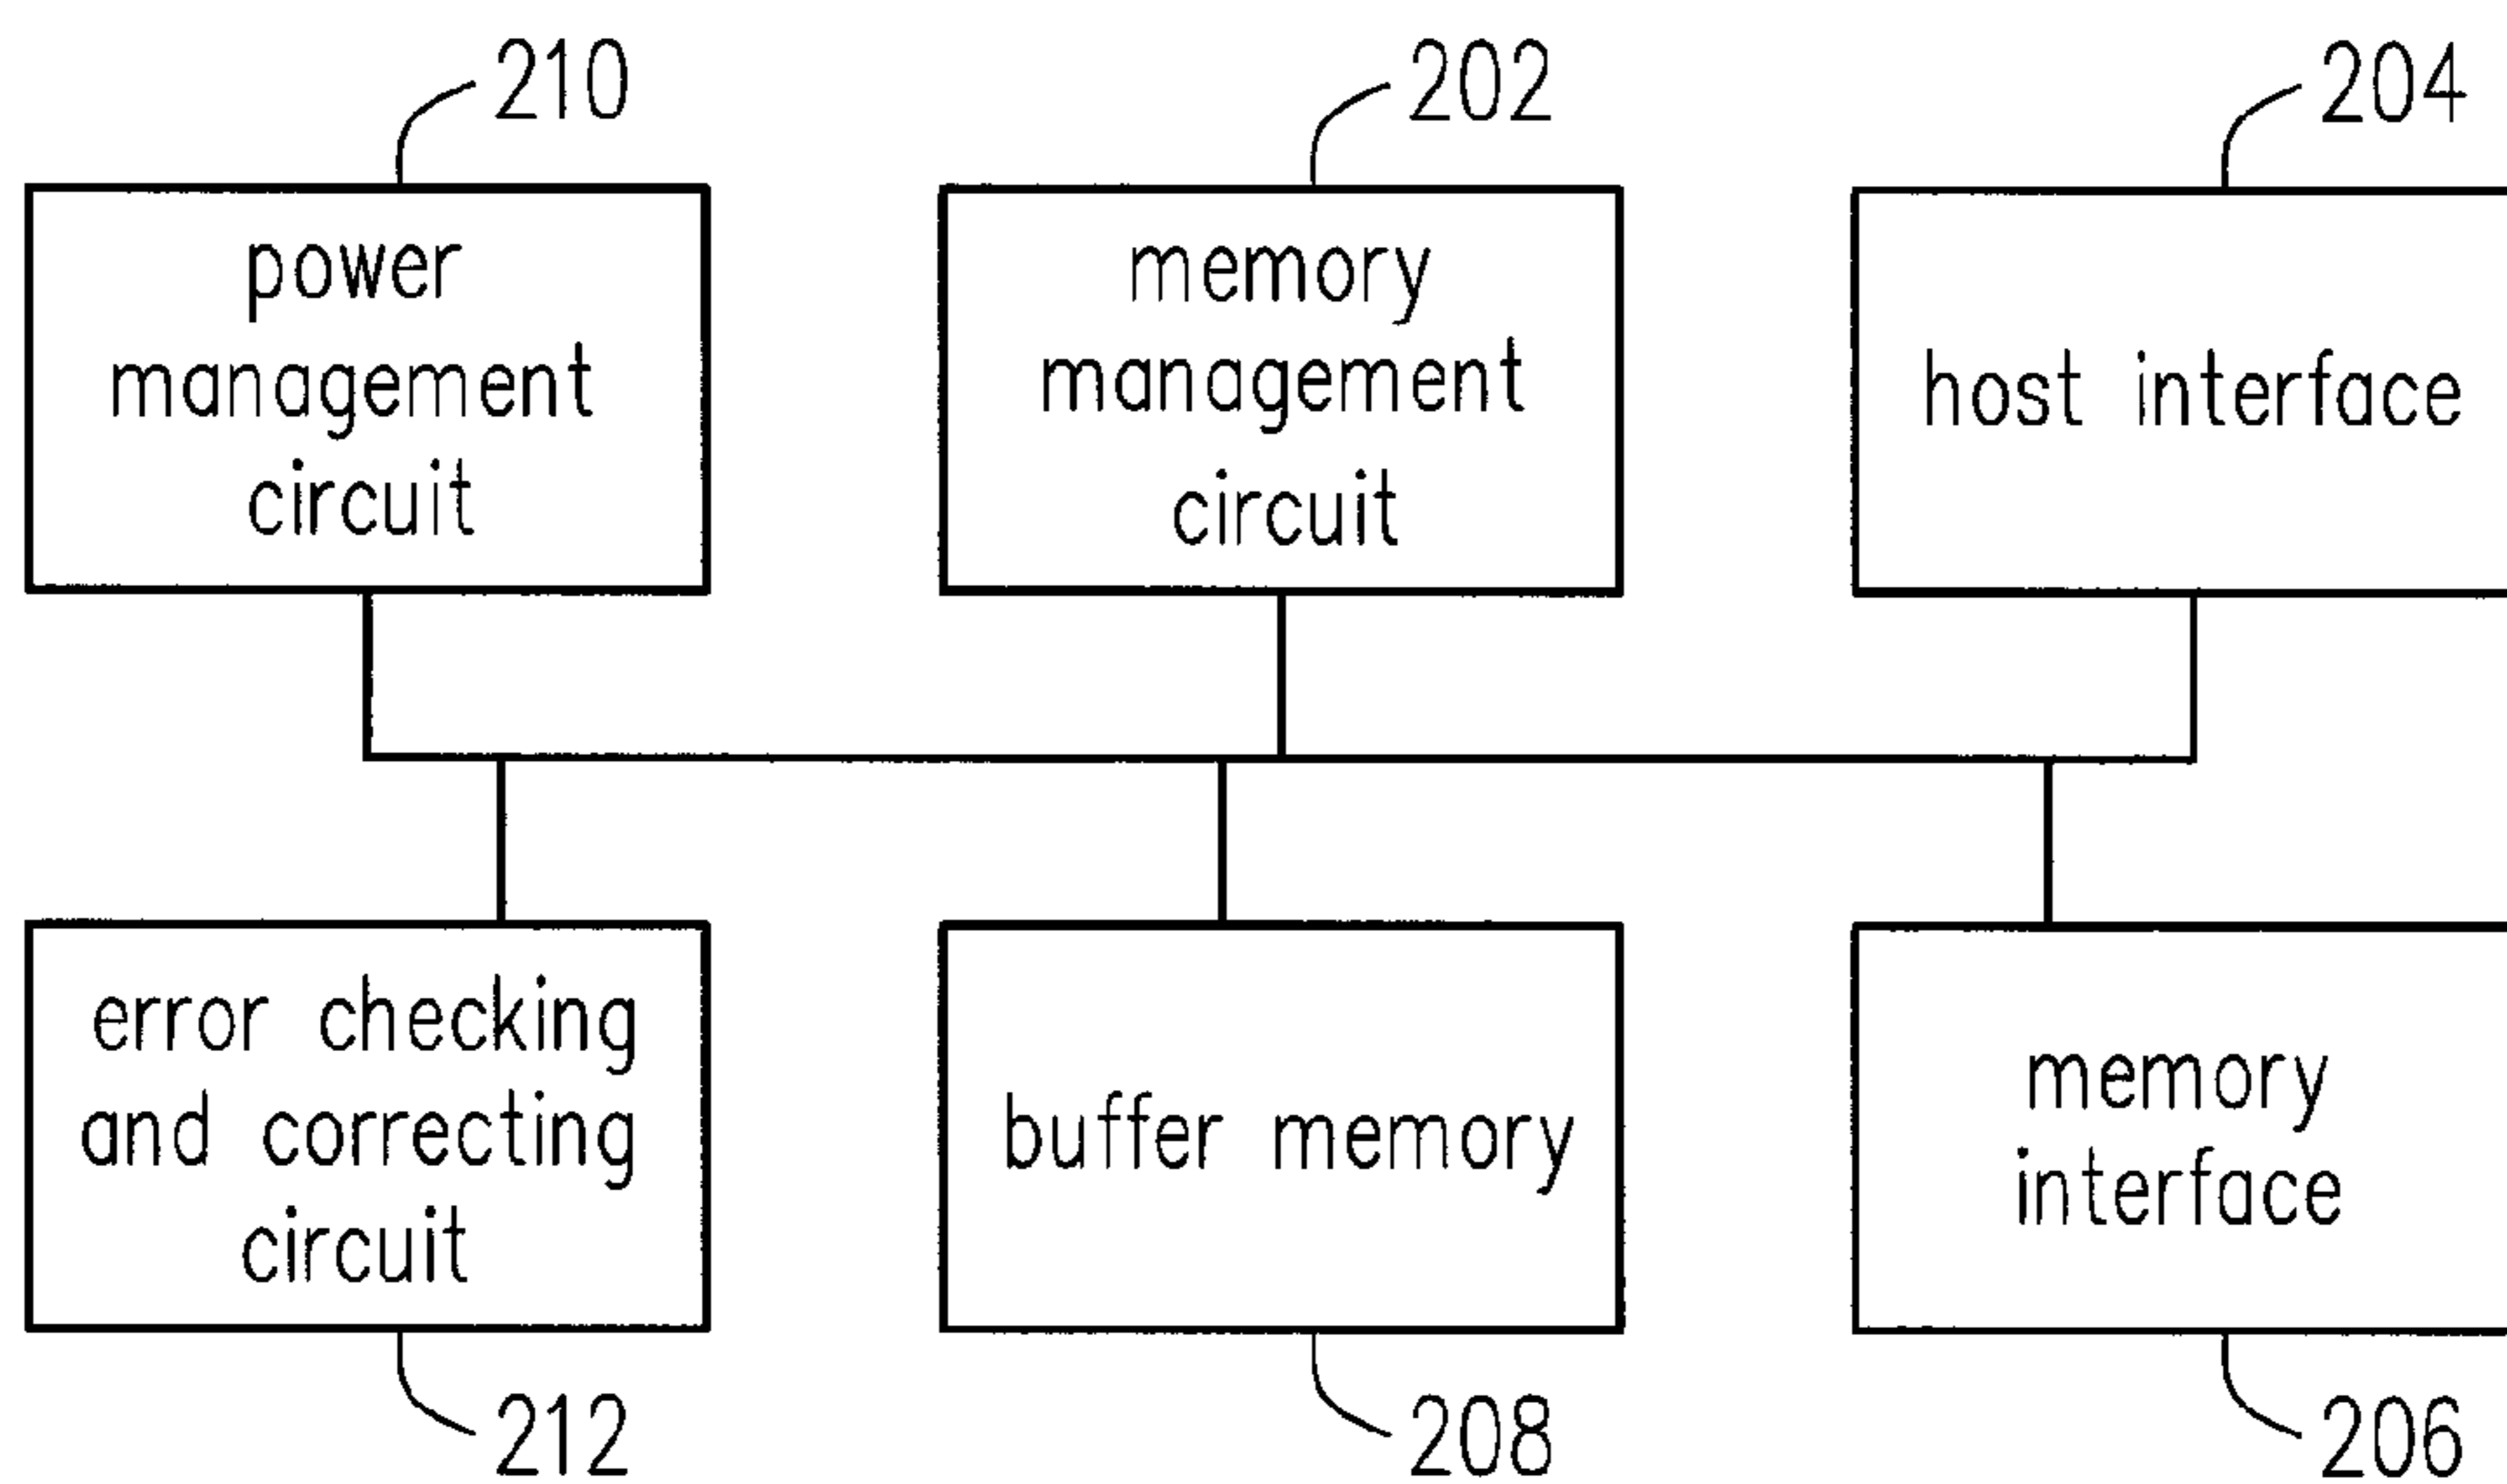 210
202
204
power
management
circuit
memory
management
circuit
host interface
error checking
and correcting
circuit
buffer memory
memory
interface
212
208
206